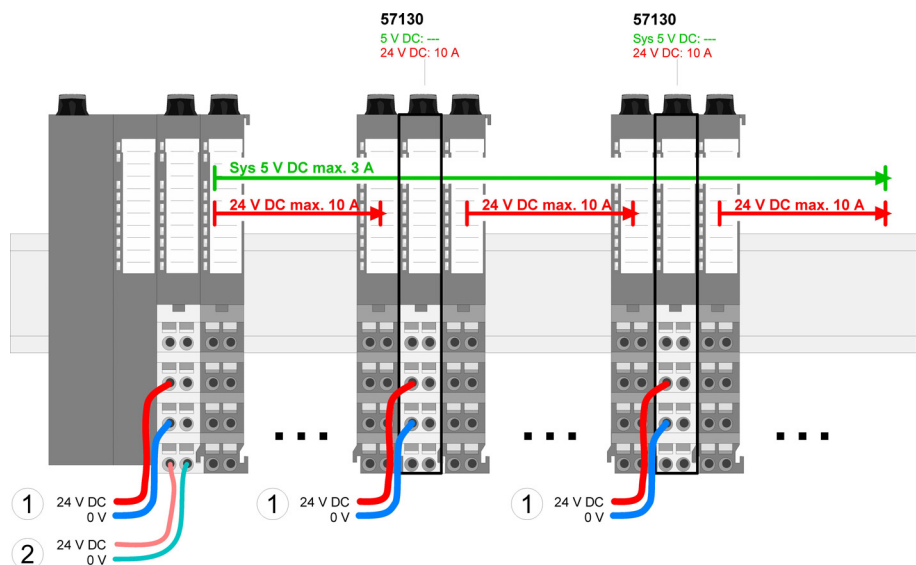 57130
5 V DC: ---
24 V DC: 10 A
57130
Sys 5 V DC: ---
24 V DC: 10 A
Sys 5 V DC max. 3 A
24 V DC max. 10 A
24 V DC max. 10 A
24 V DC max. 10 A
1
24 V DC
0 V
1
24 V DC
0 V
1
24 V DC
0 V
2
24 V DC
0 V